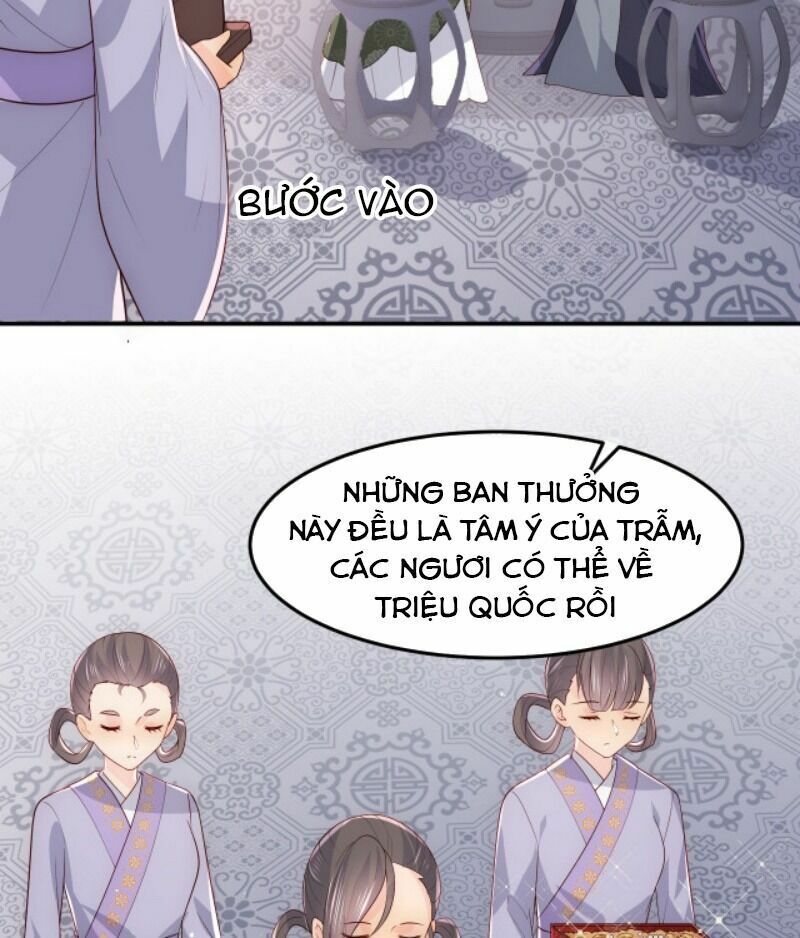 BƯỚC VÀO
NHỮNG BAN THƯỞNG
NÀY ĐỀU LÀ TÂM Ý CỦA TRẪM,
CÁC NGƯƠI CÓ THỂ VỀ
TRIỆU QUỐC RỒI